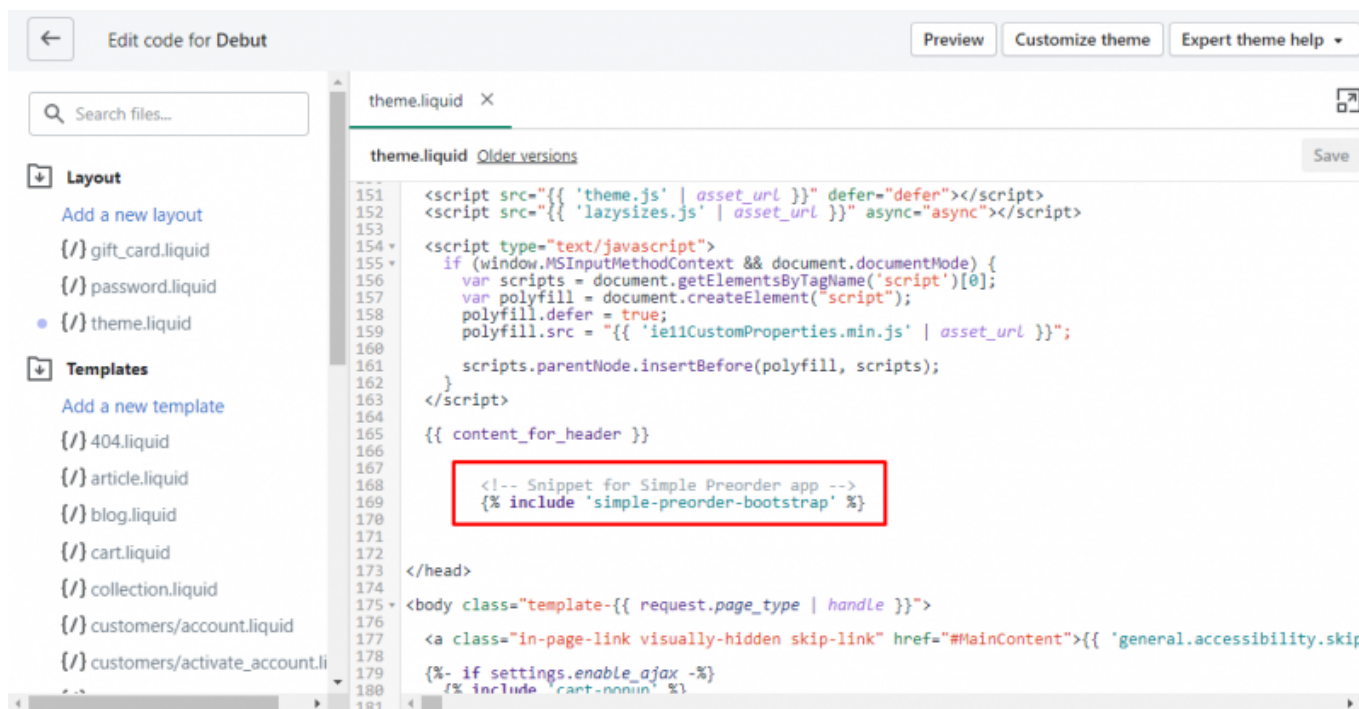 Edit code for Debut
Preview
Customize theme
Expert theme help
Search files...
Layout
Add a new layout
{/} gift_card.liquid
{/} password.liquid
{/} theme.liquid
Templates
Add a new template
{/} 404.liquid
{/} article.liquid
{/} blog.liquid
{/} cart.liquid
{/} collection.liquid
{/} customers/account.liquid
{/} customers/activate_account.li
theme.liquid
theme.liquid Older versions
Save
151 <script src="{{ 'theme.js' | asset_url }}" defer="defer"></script>
152 <script src="{{ 'lazysizes.js' | asset_url }}" async="async"></script>
153
154 <script type="text/javascript">
155 if (window.MSInputMethodContext && document.documentMode) {
156 var scripts = document.getElementsByTagName('script')[0];
157 var polyfill = document.createElement("script");
158 polyfill.defer = true;
159 polyfill.src = "{{ 'ie11CustomProperties.min.js' | asset_url }}";
160
161 scripts.parentNode.insertBefore(polyfill, scripts);
162 }
163 </script>
164
165 {{ content_for_header }}
166
167
168 <!-- Snippet for Simple Preorder app -->
169 {% include 'simple-preorder-bootstrap' %}
170
171
172
173 </head>
174
175 <body class="template-{{ request.page_type | handle }}">
176
177 <a class="in-page-link visually-hidden skip-link" href="#MainContent">{{ 'general.accessibility.skip
178
179 {%- if settings.enable_ajax -%}
180 {% include 'cart-popup' %}
181